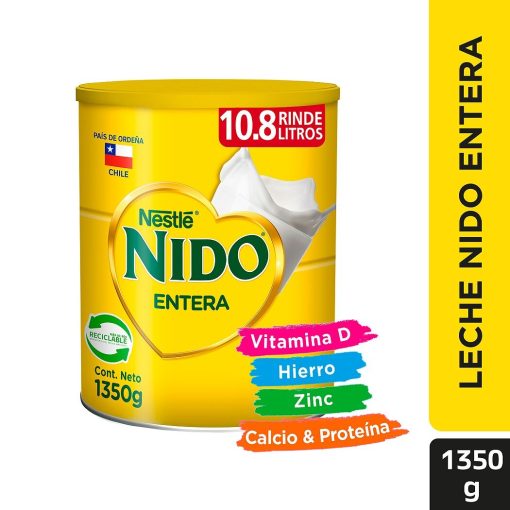 10.8 RINDE
LITROS
PAÍS DE ORDEÑA
CHILE
Nestlé®
NIDO®
ENTERA
RECICLABLE
Cont. Neto
1350g
Vitamina D
Hierro
Zinc
Calcio & Proteína
LECHE NIDO ENTERA
1350
g